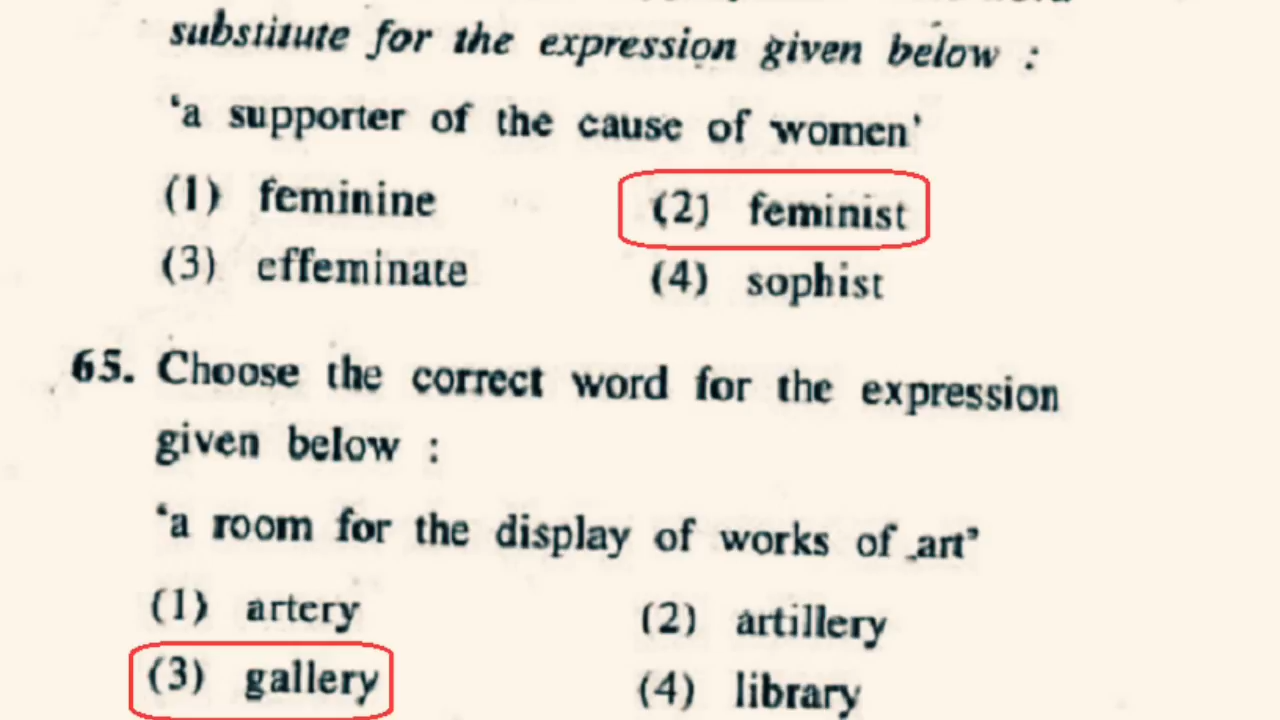 substitute for the expression given below :
‘a supporter of the cause of women’
(1) feminine (2) feminist
(3) effeminate (4) sophist
65. Choose the correct word for the expression
given below :
‘a room for the display of works of art’
(1) artery (2) artillery
(3) gallery (4) library